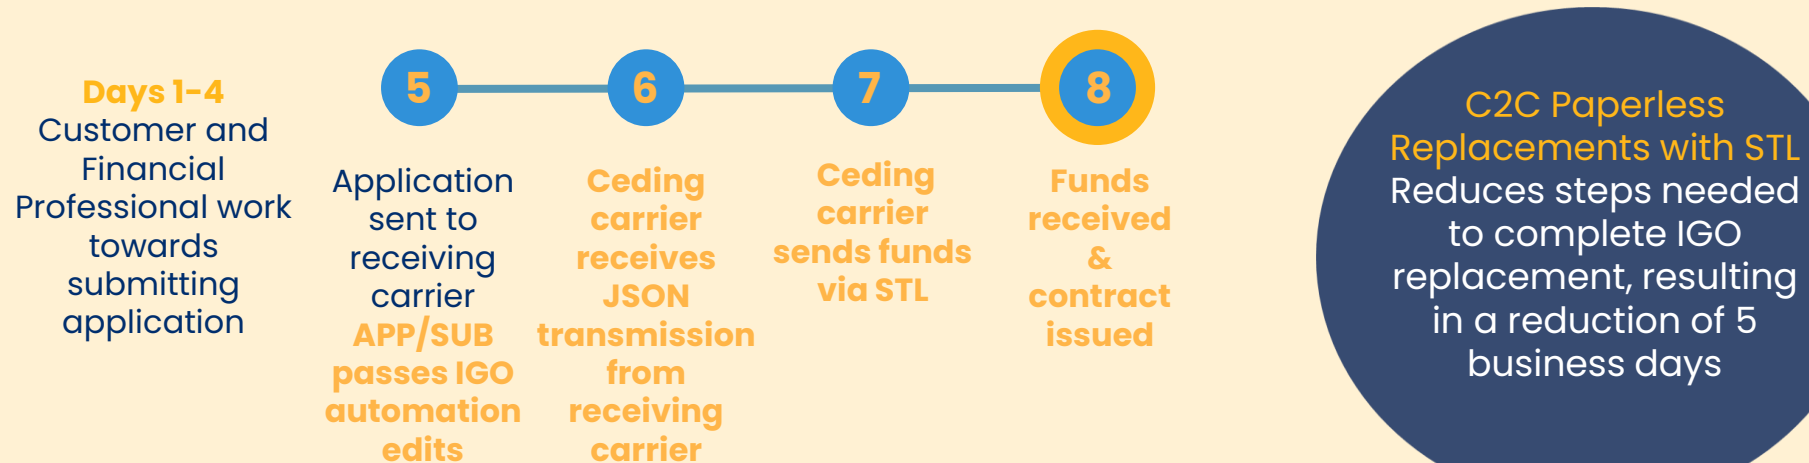 Days 1-4
Customer and
Financial
Professional work
towards
submitting
application
5
Application
sent to
receiving
carrier
APP/SUB
passes IGO
automation
edits
6
Ceding
carrier
receives
JSON
transmission
from
receiving
carrier
7
Ceding
carrier
sends funds
via STL
8
Funds
received
&
contract
issued
C2C Paperless
Replacements with STL
Reduces steps needed
to complete IGO
replacement, resulting
in a reduction of 5
business days